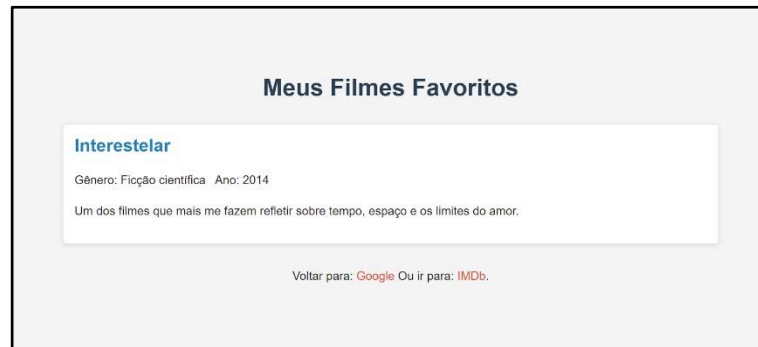 Meus Filmes Favoritos
Interestelar
Gênero: Ficção científica Ano: 2014
Um dos filmes que mais me fazem refletir sobre tempo, espaço e os limites do amor.
Voltar para: Google Ou ir para: IMDb.